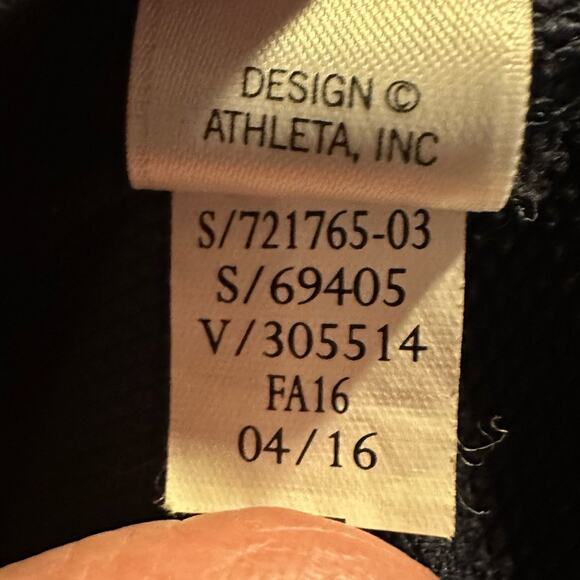 DESIGN ©
ATHLETA, INC
S/721765-03
S/69405
V/305514
FA16
04/16